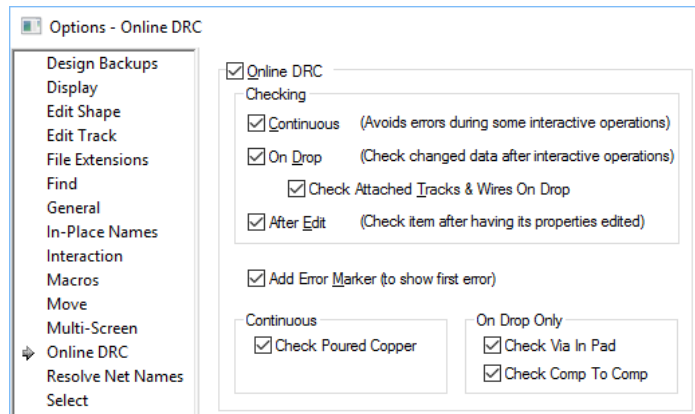 Options - Online DRC
Design Backups
Display
Edit Shape
Edit Track
File Extensions
Find
General
In-Place Names
Interaction
Macros
Move
Multi-Screen
Online DRC
Resolve Net Names
Select
Online DRC
Checking
Continuous (Avoids errors during some interactive operations)
On Drop (Check changed data after interactive operations)
Check Attached Tracks & Wires On Drop
After Edit (Check item after having its properties edited)
Add Error Marker (to show first error)
Continuous
Check Poured Copper
On Drop Only
Check Via In Pad
Check Comp To Comp